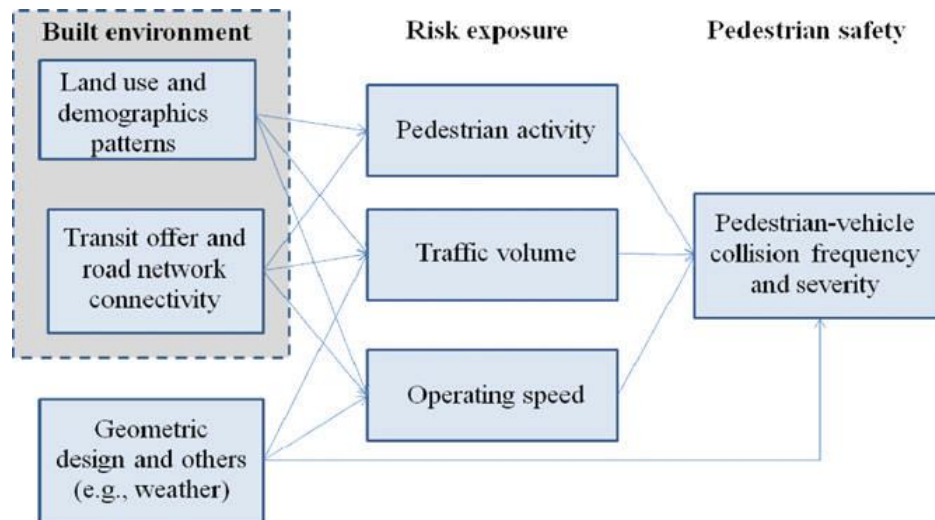 Built environment
Risk exposure
Pedestrian safety
Land use and
demographics
patterns
Transit offer and
road network
connectivity
Geometric
design and others
(e.g., weather)
Pedestrian activity
Traffic volume
Operating speed
Pedestrian-vehicle
collision frequency
and severity